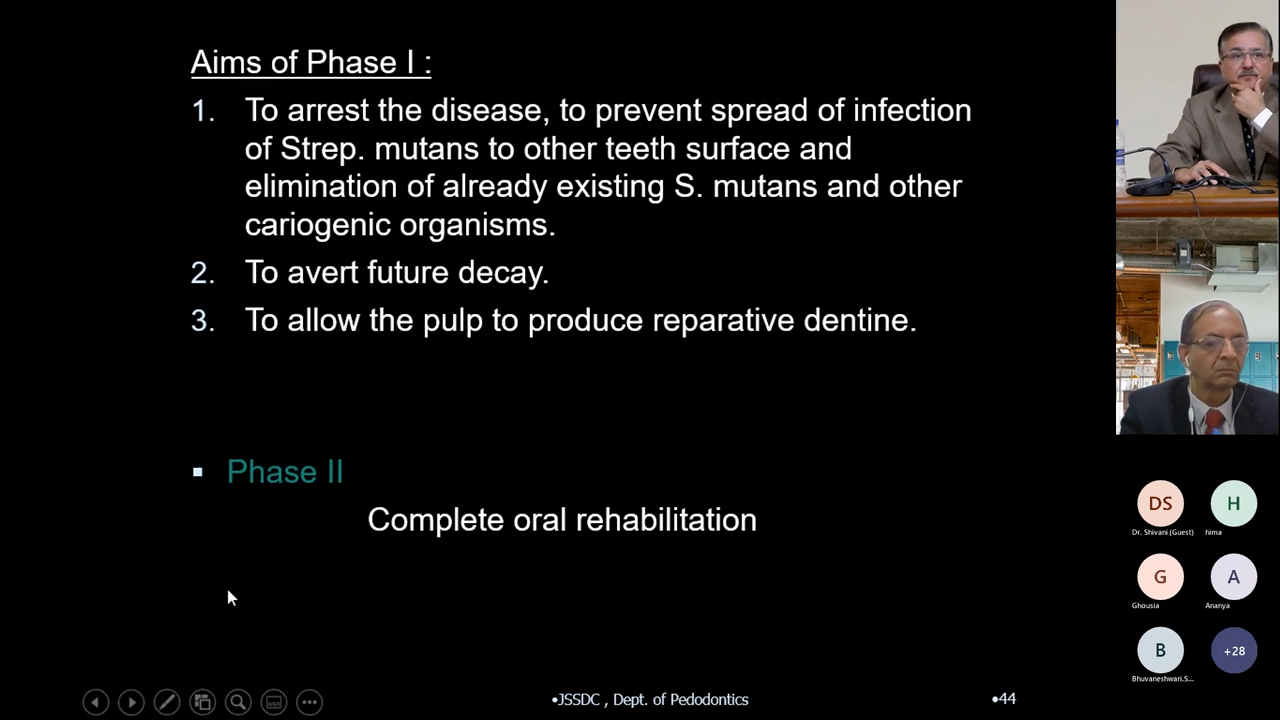 Aims of Phase I :
1. To arrest the disease, to prevent spread of infection
of Strep. mutans to other teeth surface and
elimination of already existing S. mutans and other
cariogenic organisms.
2. To avert future decay.
3. To allow the pulp to produce reparative dentine.
▪ Phase II
Complete oral rehabilitation
•JSSDC , Dept. of Pedodontics
•44
DS
H
Dr. Shivani (Guest)
hima
G
A
Ghousia
Ananya
B
+28
Bhuvaneshwari.S...